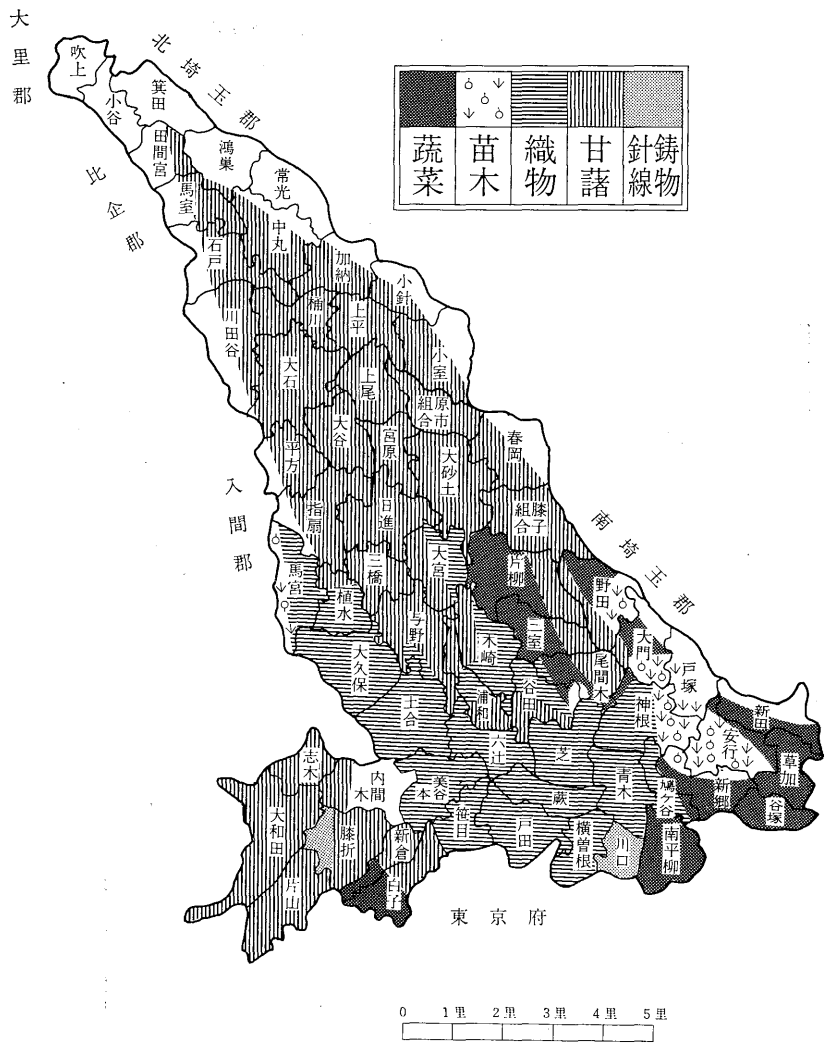 大里郡
北埼玉郡
比企郡
入間郡
南埼玉郡
東京府
蔬菜
苗木
織物
甘藷
鋳物
針線
吹上
小谷
箕田
田間宮
鴻巣
常光
馬室
中丸
石戸
加納
小針
桶川
上平
川田谷
小室
大石
上尾
原市
組合
大谷
宮原
大砂土
春岡
平方
指扇
日進
膝子
組合
馬宮
植水
三橋
大宮
片柳
野田
与野
木崎
三室
大門
大久保
尾間木
戸塚
土合
浦和
谷田
神根
新田
六辻
芝
安行
草加
志木
内間木
美谷本
蕨
青木
鳩ケ谷
新郷
谷塚
大和田
膝折
新倉
笹目
戸田
横曽根
川口
南平柳
片山
白子
0 1里 2里 3里 4里 5里